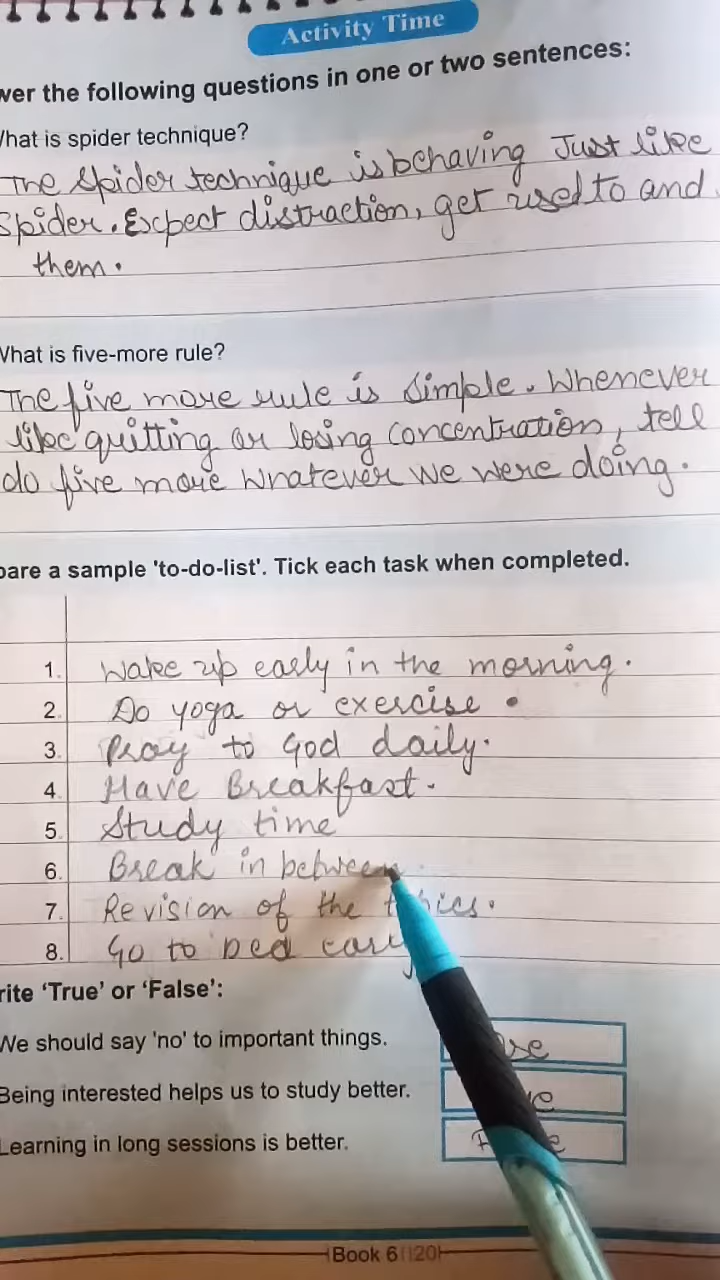 Activity Time
wer the following questions in one or two sentences:
What is spider technique?
The Spider technique is behaving Just like
Spider. Expect distraction, get used to and
them.
What is five-more rule?
The five more rule is simple. Whenever
like quitting or losing concentration, tell
do five more whatever we were doing.
pare a sample 'to-do-list'. Tick each task when completed.
1. Wake up early in the morning.
2. Do yoga or exercise.
3. Pray to God daily.
4. Have Breakfast.
5. Study time
6. Break in between
7. Revision of the
8. Go to bed
rite 'True' or 'False':
We should say 'no' to important things.
Being interested helps us to study better.
Learning in long sessions is better.
Book 6 20